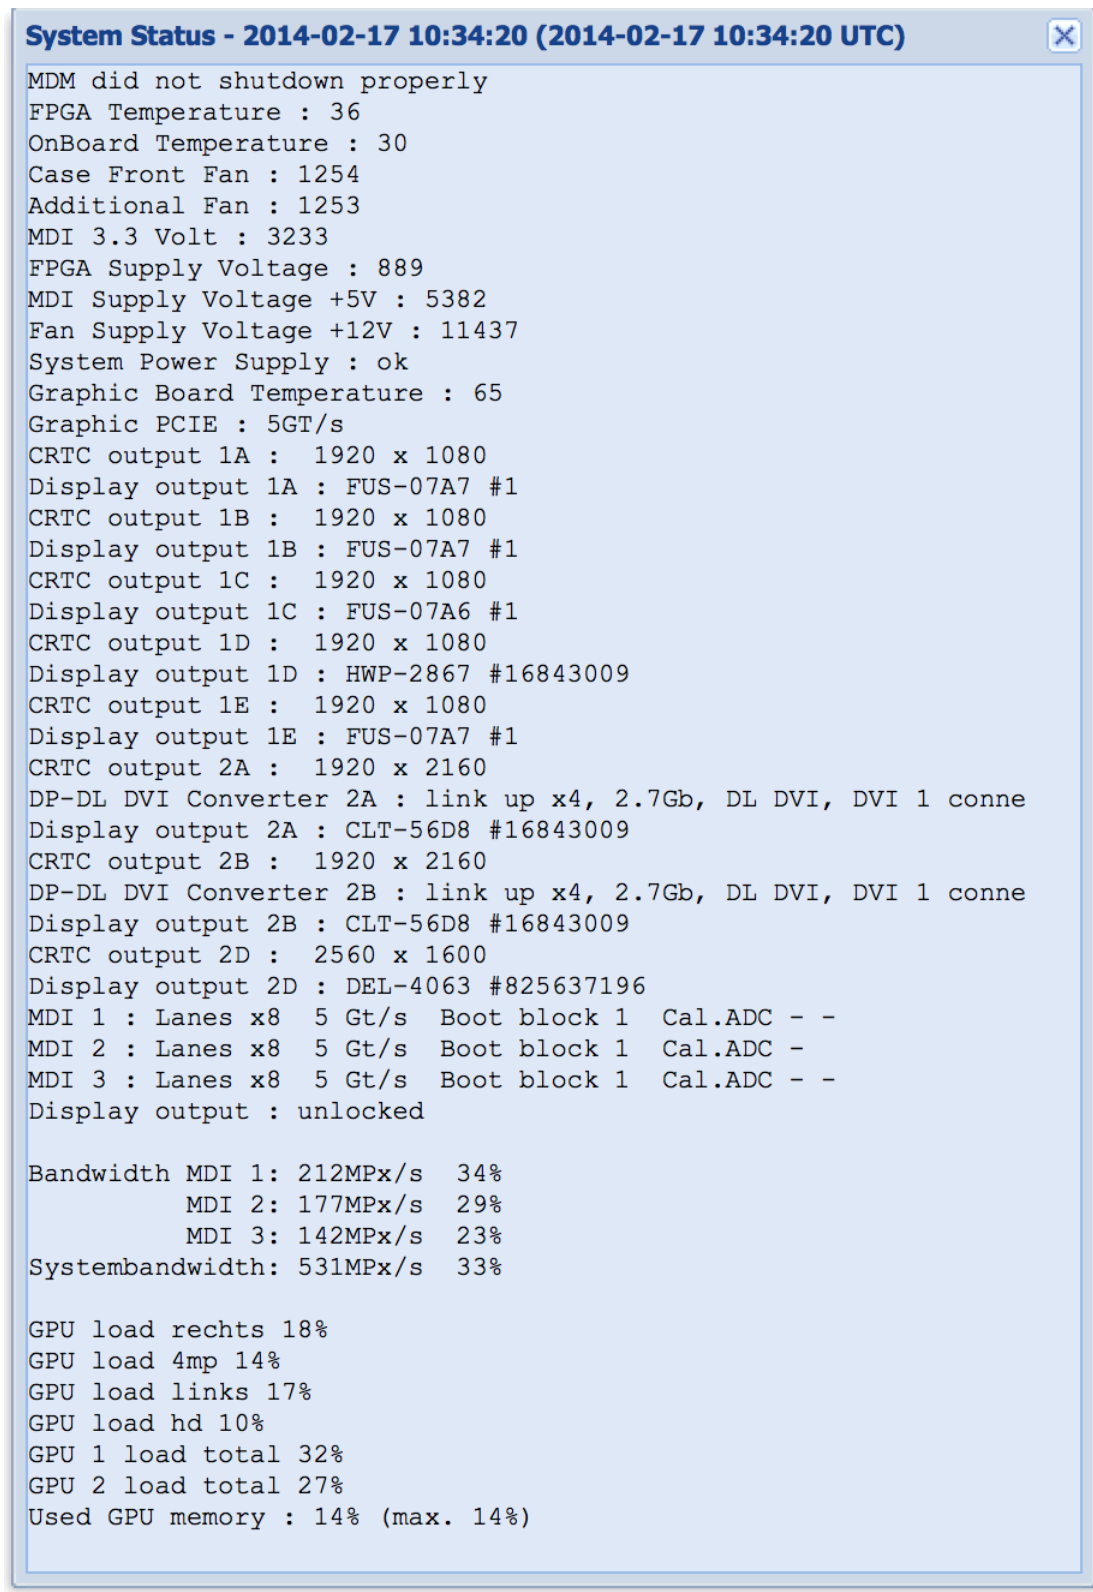 System Status - 2014-02-17 10:34:20 (2014-02-17 10:34:20 UTC)
MDM did not shutdown properly
FPGA Temperature : 36
OnBoard Temperature : 30
Case Front Fan : 1254
Additional Fan : 1253
MDI 3.3 Volt : 3233
FPGA Supply Voltage : 889
MDI Supply Voltage +5V : 5382
Fan Supply Voltage +12V : 11437
System Power Supply : ok
Graphic Board Temperature : 65
Graphic PCIE : 5GT/s
CRTC output 1A :  1920 x 1080
Display output 1A : FUS-07A7 #1
CRTC output 1B :  1920 x 1080
Display output 1B : FUS-07A7 #1
CRTC output 1C :  1920 x 1080
Display output 1C : FUS-07A6 #1
CRTC output 1D :  1920 x 1080
Display output 1D : HWP-2867 #16843009
CRTC output 1E :  1920 x 1080
Display output 1E : FUS-07A7 #1
CRTC output 2A :  1920 x 2160
DP-DL DVI Converter 2A : link up x4, 2.7Gb, DL DVI, DVI 1 conne
Display output 2A : CLT-56D8 #16843009
CRTC output 2B :  1920 x 2160
DP-DL DVI Converter 2B : link up x4, 2.7Gb, DL DVI, DVI 1 conne
Display output 2B : CLT-56D8 #16843009
CRTC output 2D :  2560 x 1600
Display output 2D : DEL-4063 #825637196
MDI 1 : Lanes x8  5 Gt/s  Boot block 1  Cal.ADC - -
MDI 2 : Lanes x8  5 Gt/s  Boot block 1  Cal.ADC -
MDI 3 : Lanes x8  5 Gt/s  Boot block 1  Cal.ADC - -
Display output : unlocked

Bandwidth MDI 1: 212MPx/s  34%
          MDI 2: 177MPx/s  29%
          MDI 3: 142MPx/s  23%
Systembandwidth: 531MPx/s  33%

GPU load rechts 18%
GPU load 4mp 14%
GPU load links 17%
GPU load hd 10%
GPU 1 load total 32%
GPU 2 load total 27%
Used GPU memory : 14% (max. 14%)